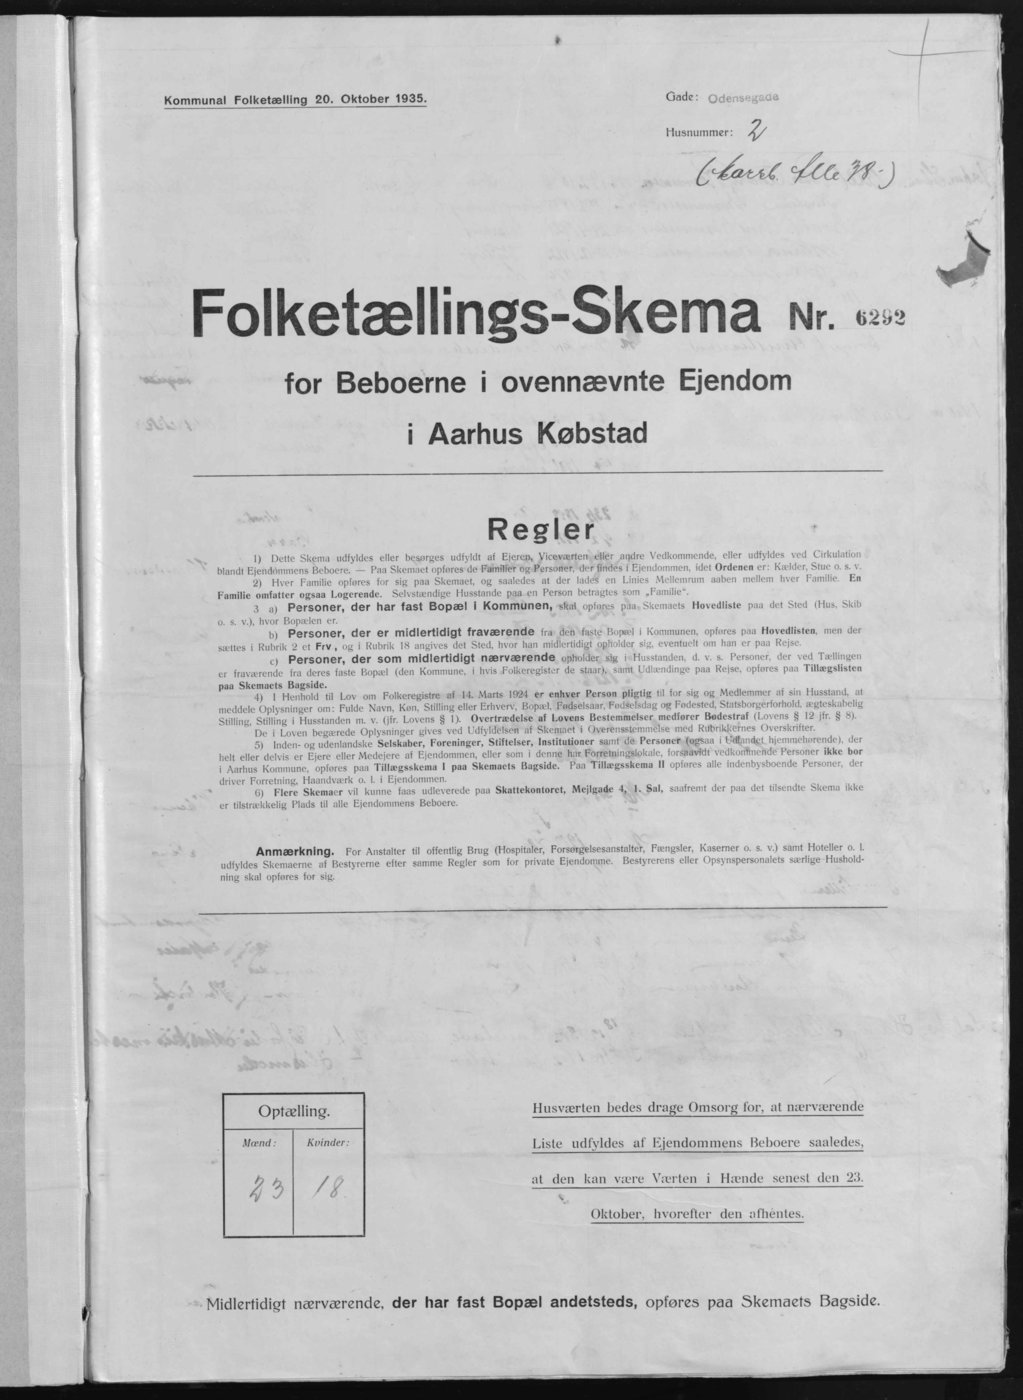 Kommunal Folketælling 20. Oktober 1935.
Gade: Odensegade
Husnummer: 2
Alle 38-)
Folketællings-Skema Nr. 6292
for Beboerne i ovennævnte Ejendom
i Aarhus Købstad
Regler
1) Dette Skema udfyldes eller besørges udfyldt af Ejeren, Viceværten eller andre Vedkommende, eller udfyldes ved Cirkulation
blandt Ejendommens Beboere. — Paa Skemaet opføres de Familier og Personer, der findes i Ejendommen, idet Ordenen er: Kælder, Stue o. s. v.
2) Hver Familie opføres for sig paa Skemaet, og saaledes at der lades en Linies Mellemrum aaben mellem hver Familie. En
Familie omfatter ogsaa Logerende. Selvstændige Husstande paa en Person betragtes som „Familie“.
3 a) Personer, der har fast Bopæl i Kommunen, skal opføres paa Skemaets Hovedliste paa det Sted (Hus, Skib
o. s. v.), hvor Bopælen er.
b) Personer, der er midlertidigt fraværende fra den faste Bopæl i Kommunen, opføres paa Hovedlisten, men der
sættes i Rubrik 2 et Frv, og i Rubrik 18 angives det Sted, hvor han midlertidigt opholder sig, eventuelt om han er paa Rejse.
c) Personer, der som midlertidigt nærværende opholder sig i Husstanden, d. v. s. Personer, der ved Tællingen
er fraværende fra deres faste Bopæl (den Kommune, i hvis Folkeregister de staar), samt Udlændinge paa Rejse, opføres paa Tillægslisten
paa Skemaets Bagside.
4) I Henhold til Lov om Folkeregistre af 14. Marts 1924 er enhver Person pligtig til for sig og Medlemmer af sin Husstand, at
meddele Oplysninger om: Fulde Navn, Køn, Stilling eller Erhverv, Bopæl, Fødselsaar, Fødselsdag og Fødested, Statsborgerforhold, ægteskabelig
Stilling, Stilling i Husstanden m. v. (jfr. Lovens § 1). Overtrædelse af Lovens Bestemmelser medfører Bødestraf (Lovens § 12 jfr. § 8).
De i Loven begærede Oplysninger gives ved Udfyldelsen af Skemaet i Overensstemmelse med Rubrikkernes Overskrifter.
5) Inden- og udenlandske Selskaber, Foreninger, Stiftelser, Institutioner samt de Personer (ogsaa i Udlandet hjemmehørende), der
helt eller delvis er Ejere eller Medejere af Ejendommen, eller som i denne har Forretningslokale, forsaavidt vedkommende Personer ikke bor
i Aarhus Kommune, opføres paa Tillægsskema I paa Skemaets Bagside. Paa Tillægsskema II opføres alle indenbysboende Personer, der
driver Forretning, Haandværk o. l. i Ejendommen.
6) Flere Skemaer vil kunne faas udleverede paa Skattekontoret, Mejlgade 4, 1. Sal, saafremt der paa det tilsendte Skema ikke
er tilstrækkelig Plads til alle Ejendommens Beboere.
Anmærkning. For Anstalter til offentlig Brug (Hospitaler, Forsørgelsesanstalter, Fængsler, Kaserner o. s. v.) samt Hoteller o. l.
udfyldes Skemaerne af Bestyrerne efter samme Regler som for private Ejendomme. Bestyrerens eller Opsynspersonalets særlige Hushold-
ning skal opføres for sig.
Optælling.
Mænd: Kvinder:
23 18
Husværten bedes drage Omsorg for, at nærværende
Liste udfyldes af Ejendommens Beboere saaledes,
at den kan være Værten i Hænde senest den 23.
Oktober, hvorefter den afhentes.
Midlertidigt nærværende, der har fast Bopæl andetsteds, opføres paa Skemaets Bagside.